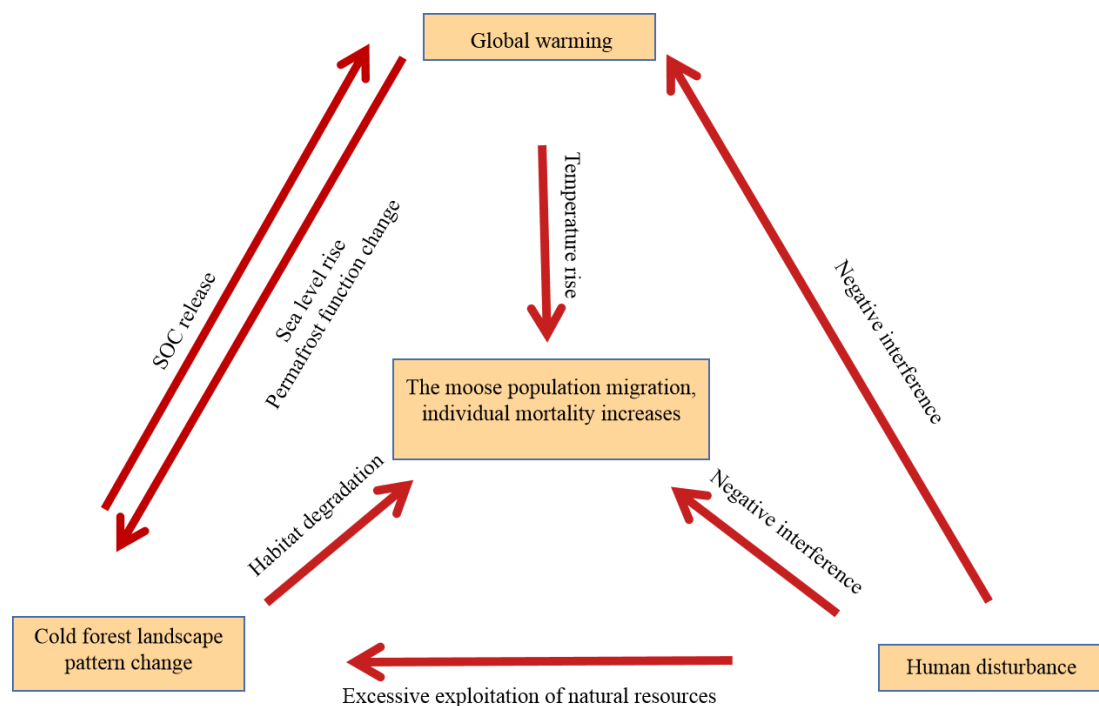 Global warming
Temperature rise
SOC release
Sea level rise
Permafrost function change
Negative interference
The moose population migration,
individual mortality increases
Habitat degradation
Negative interference
Cold forest landscape
pattern change
Human disturbance
Excessive exploitation of natural resources